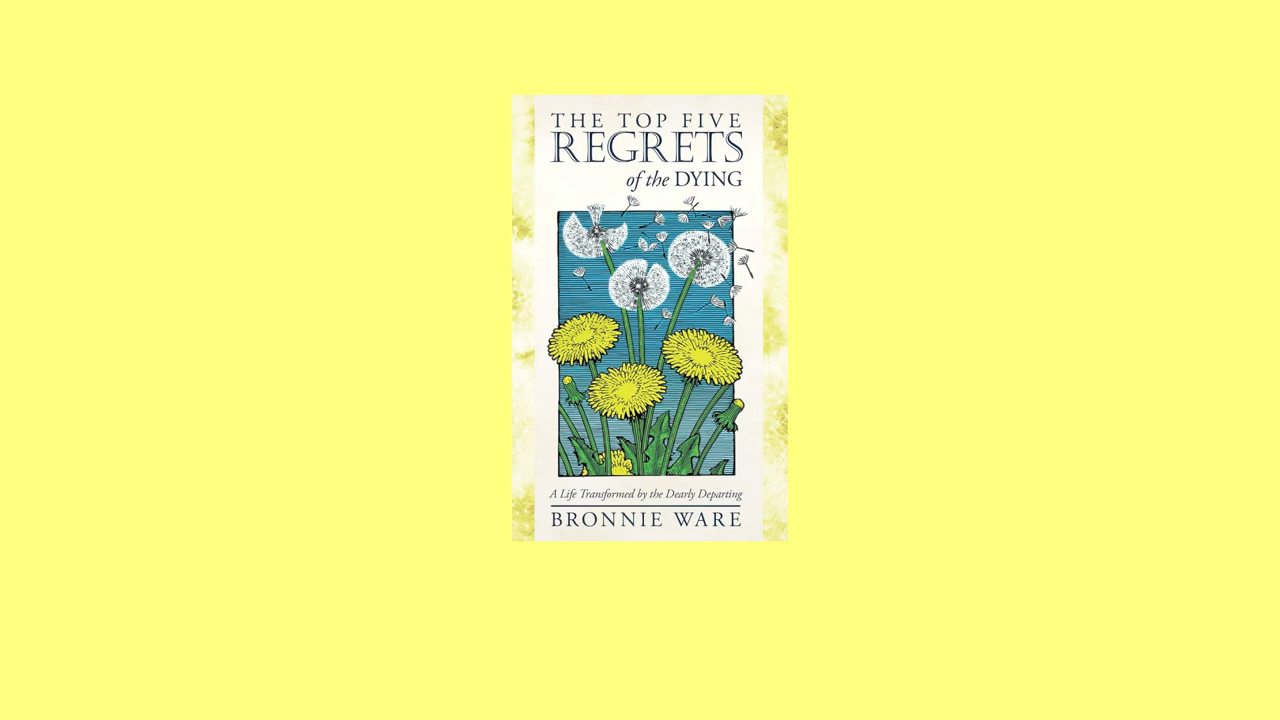 THE TOP FIVE
REGRETS
of the DYING
A Life Transformed by the Dearly Departing
BRONNIE WARE